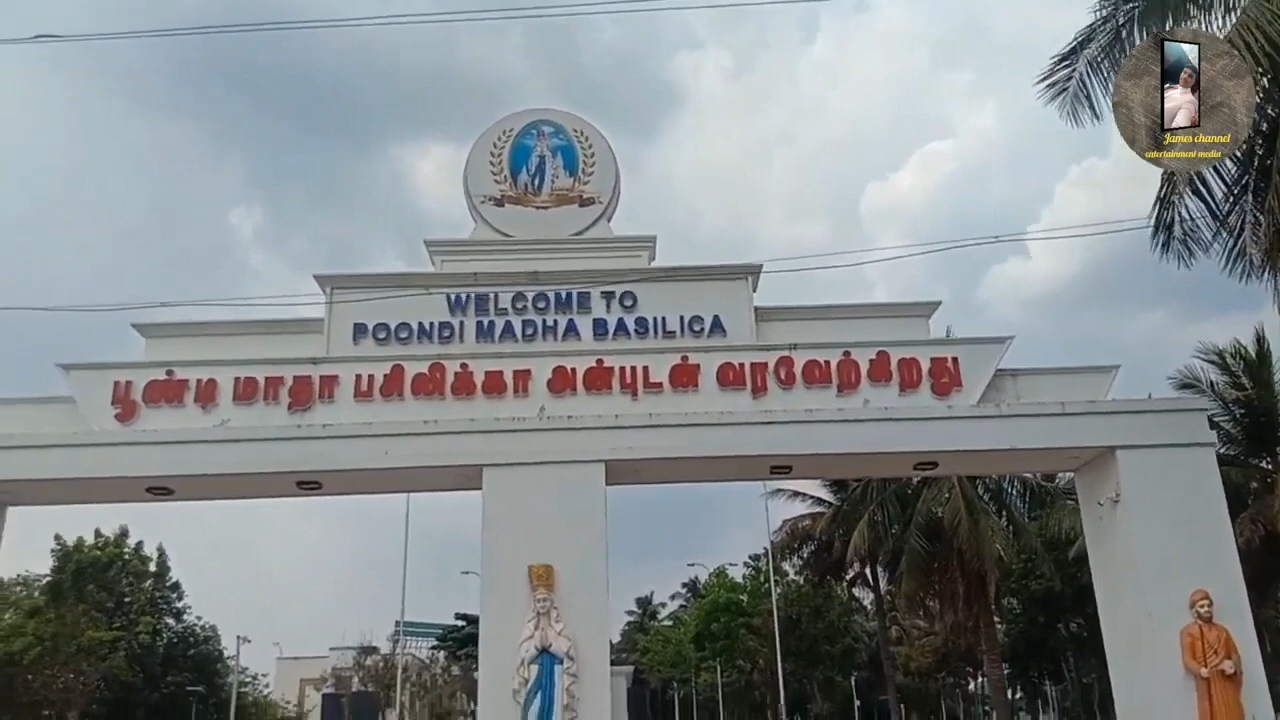 WELCOME TO
POONDI MADHA BASILICA
பூண்டி மாதா பசிலிக்கா அன்புடன் வரவேற்கிறது
James channel
entertainment media